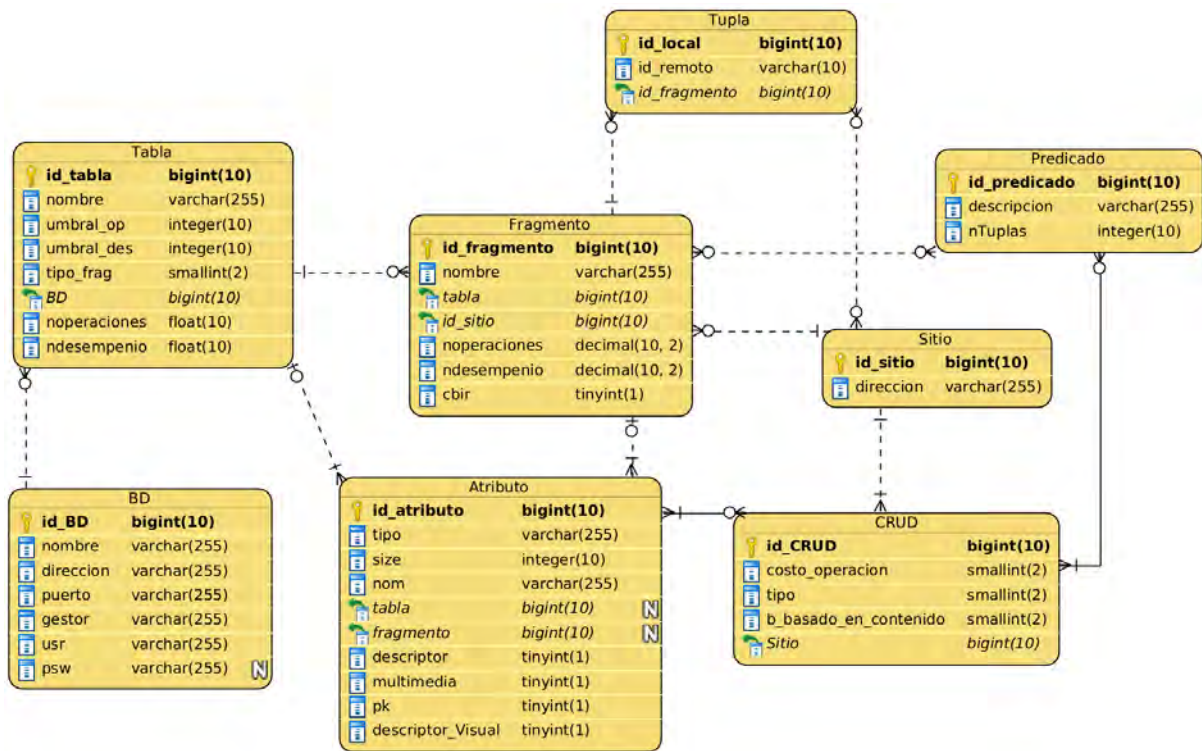 Tupla
id_local bigint(10)
id_remoto varchar(10)
id_fragmento bigint(10)
Tabla
id_tabla bigint(10)
nombre varchar(255)
umbral_op integer(10)
umbral_des integer(10)
tipo_frag smallint(2)
BD bigint(10)
noperaciones float(10)
ndesempenio float(10)
Predicado
id_predicado bigint(10)
descripcion varchar(255)
nTuplas integer(10)
Fragmento
id_fragmento bigint(10)
nombre varchar(255)
tabla bigint(10)
id_sitio bigint(10)
noperaciones decimal(10, 2)
ndesempenio decimal(10, 2)
cbir tinyint(1)
Sitio
id_sitio bigint(10)
direccion varchar(255)
BD
id_BD bigint(10)
nombre varchar(255)
direccion varchar(255)
puerto varchar(255)
gestor varchar(255)
usr varchar(255)
psw varchar(255) N
Atributo
id_atributo bigint(10)
tipo varchar(255)
size integer(10)
nom varchar(255)
tabla bigint(10) N
fragmento bigint(10) N
descriptor tinyint(1)
multimedia tinyint(1)
pk tinyint(1)
descriptor_Visual tinyint(1)
CRUD
id_CRUD bigint(10)
costo_operacion smallint(2)
tipo smallint(2)
b_basado_en_contenido smallint(2)
Sitio bigint(10)